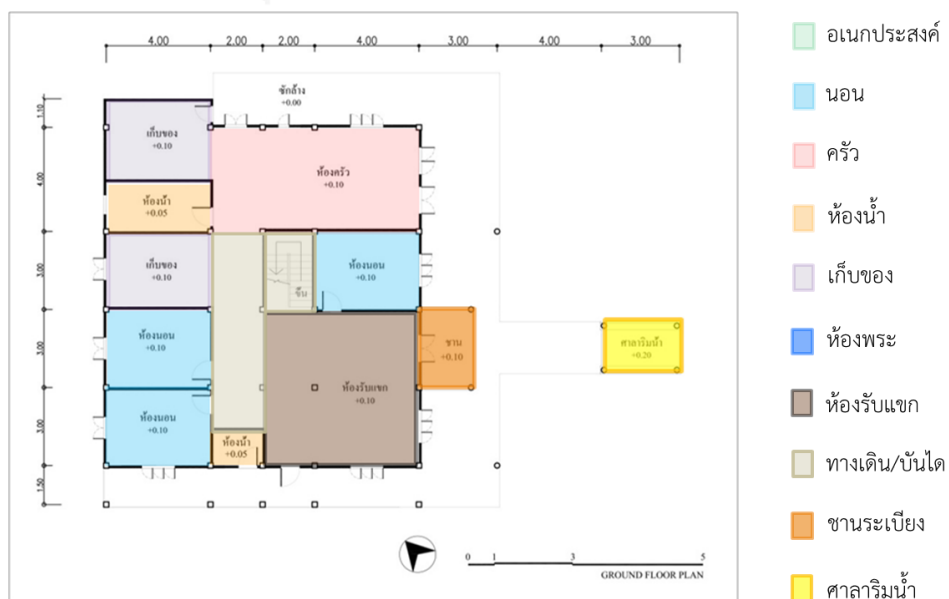 4.00 2.00 2.00 4.00 3.00 4.00 3.00
ซักล้าง
+0.00
1.10
4.00
3.00
3.00
3.00
1.50
เก็บของ
+0.10
ห้องครัว
+0.10
ห้องน้ำ
+0.05
เก็บของ
+0.10
ขึ้น
ห้องนอน
+0.10
ห้องนอน
+0.10
ชาน
+0.10
ศาลาริมน้ำ
+0.20
ห้องรับแขก
+0.10
ห้องนอน
+0.10
ห้องน้ำ
+0.05
0 1 3 5
GROUND FLOOR PLAN
อเนกประสงค์
นอน
ครัว
ห้องน้ำ
เก็บของ
ห้องพระ
ห้องรับแขก
ทางเดิน/บันได
ชานระเบียง
ศาลาริมน้ำ